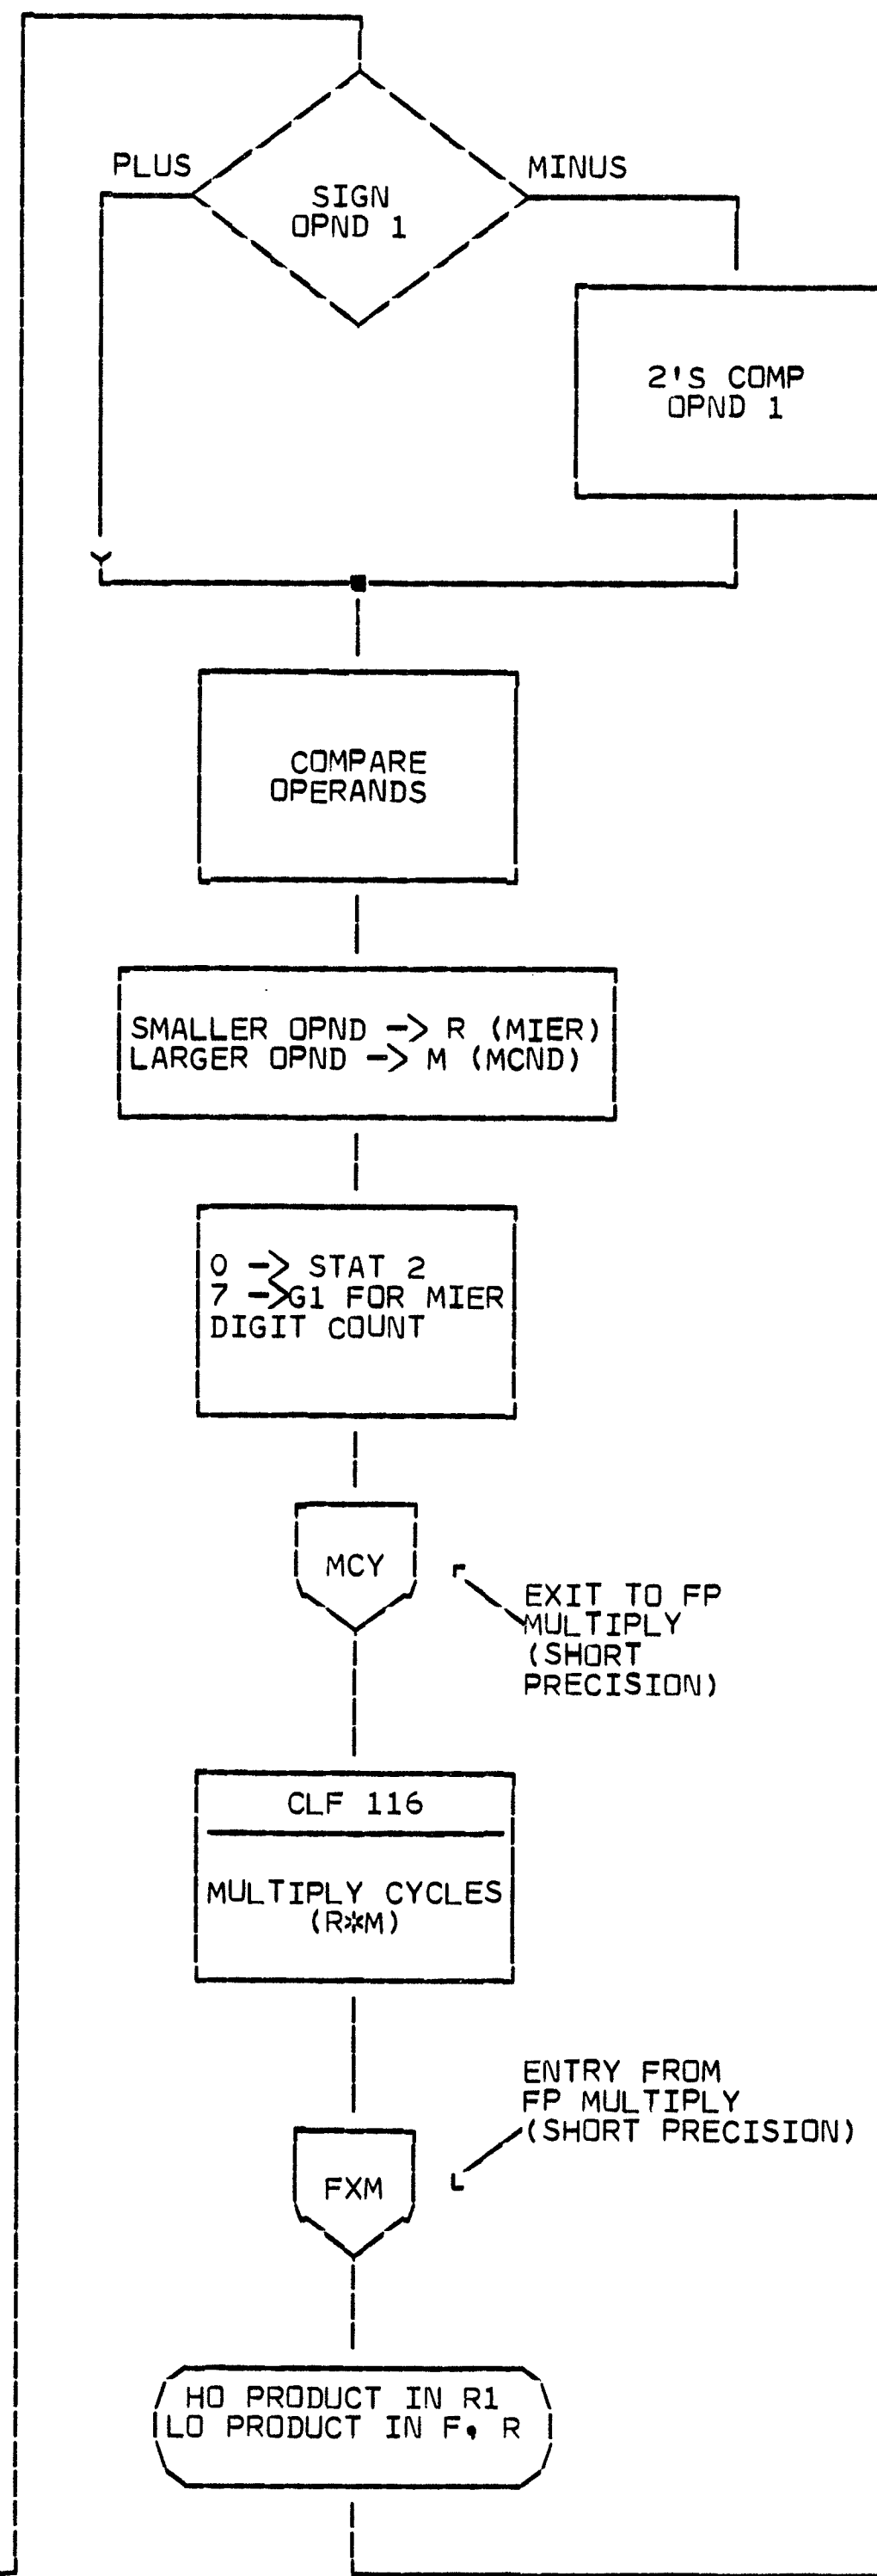 PLUS
MINUS
SIGN
OPND 1
2'S COMP
OPND 1
COMPARE
OPERANDS
SMALLER OPND -> R (MIER)
LARGER OPND -> M (MCND)
0 -> STAT 2
7 ->G1 FOR MIER
DIGIT COUNT
MCY
EXIT TO FP
MULTIPLY
(SHORT
PRECISION)
CLF 116
MULTIPLY CYCLES
(R*M)
ENTRY FROM
FP MULTIPLY
(SHORT PRECISION)
FXM
HO PRODUCT IN R1
LO PRODUCT IN F, R